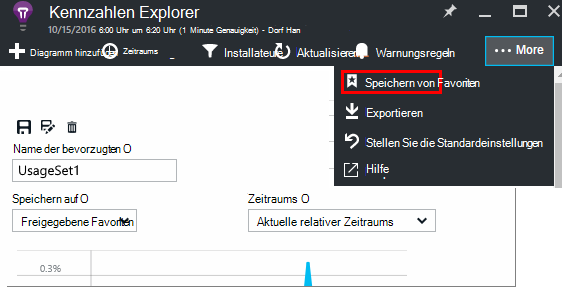 Kennzahlen Explorer
10/15/2016 6:00 Uhr um 6:20 Uhr (1 Minute Genauigkeit) - Dorf Han
Diagramm hinzufüge Zeitraums Installateure Aktualisieren Warnungsregeln ••• More
Speichern von Favoriten
Exportieren
Stellen Sie die Standardeinstellungen
Hilfe
Name der bevorzugten O
UsageSet1
Speichern auf O Zeitraums O
Freigegebene Favoriten Aktuelle relativer Zeitraums
0.3%